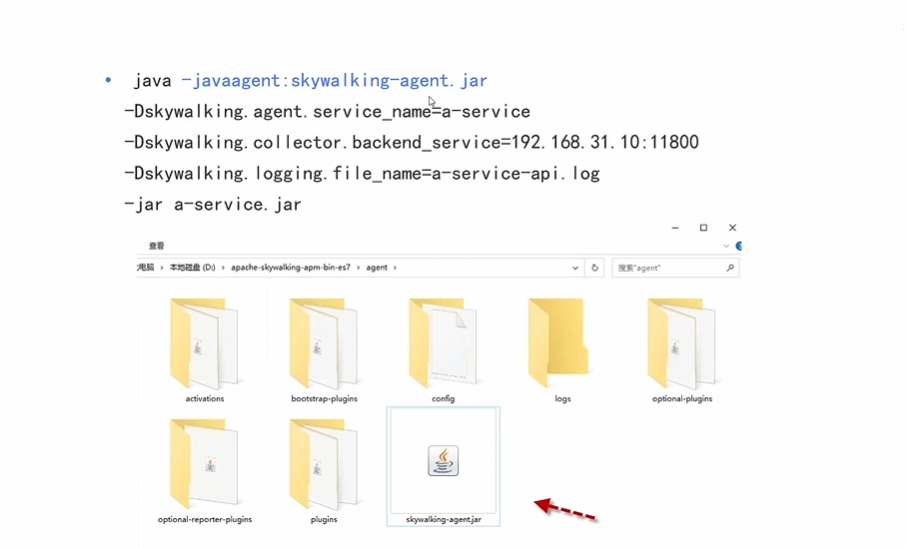 • java -javaagent:skywalking-agent.jar
-Dskywalking.agent.service_name=a-service
-Dskywalking.collector.backend_service=192.168.31.10:11800
-Dskywalking.logging.file_name=a-service-api.log
-jar a-service.jar
查看
电脑 › 本地磁盘 (D:) › apache-skywalking-apm-bin-es7 › agent ›
搜索"agent"
activations
bootstrap-plugins
config
logs
optional-plugins
optional-reporter-plugins
plugins
skywalking-agent.jar